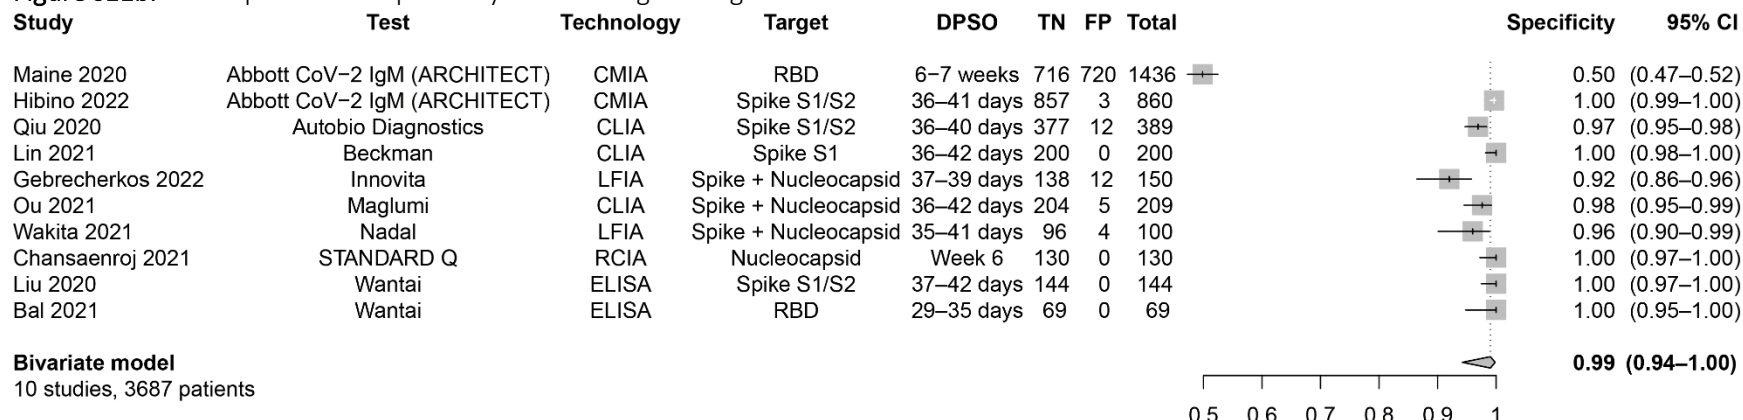 Study Test Technology Target DPSO TN FP Total Specificity 95% CI
Maine 2020 Abbott CoV−2 IgM (ARCHITECT) CMIA RBD 6−7 weeks 716 720 1436 0.50 (0.47–0.52)
Hibino 2022 Abbott CoV−2 IgM (ARCHITECT) CMIA Spike S1/S2 36–41 days 857 3 860 1.00 (0.99–1.00)
Qiu 2020 Autobio Diagnostics CLIA Spike S1/S2 36–40 days 377 12 389 0.97 (0.95–0.98)
Lin 2021 Beckman CLIA Spike S1 36–42 days 200 0 200 1.00 (0.98–1.00)
Gebrecherkos 2022 Innovita LFIA Spike + Nucleocapsid 37–39 days 138 12 150 0.92 (0.86–0.96)
Ou 2021 Maglumi CLIA Spike + Nucleocapsid 36–42 days 204 5 209 0.98 (0.95–0.99)
Wakita 2021 Nadal LFIA Spike + Nucleocapsid 35–41 days 96 4 100 0.96 (0.90–0.99)
Chansaenroj 2021 STANDARD Q RCIA Nucleocapsid Week 6 130 0 130 1.00 (0.97–1.00)
Liu 2020 Wantai ELISA Spike S1/S2 37–42 days 144 0 144 1.00 (0.97–1.00)
Bal 2021 Wantai ELISA RBD 29–35 days 69 0 69 1.00 (0.95–1.00)
Bivariate model 0.99 (0.94–1.00)
10 studies, 3687 patients
0.5 0.6 0.7 0.8 0.9 1